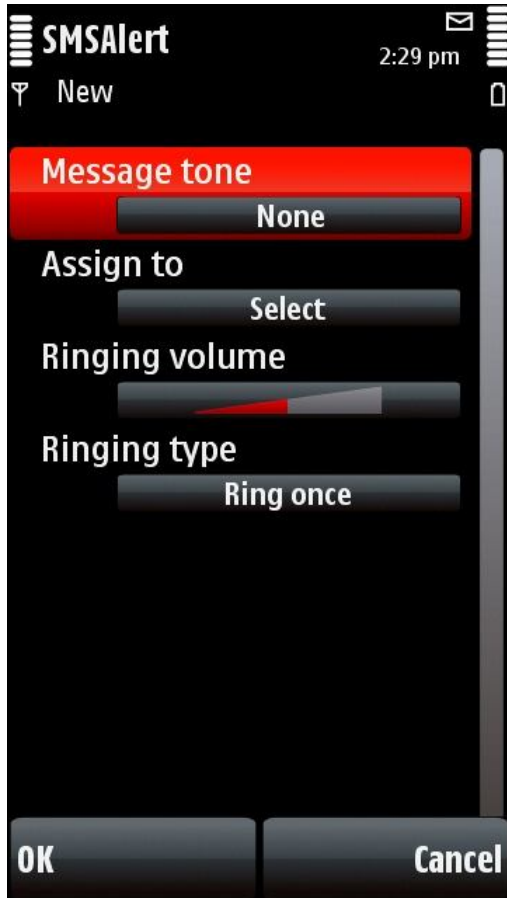 SMSAlert
2:29 pm
New
Message tone
None
Assign to
Select
Ringing volume
Ringing type
Ring once
OK
Cancel